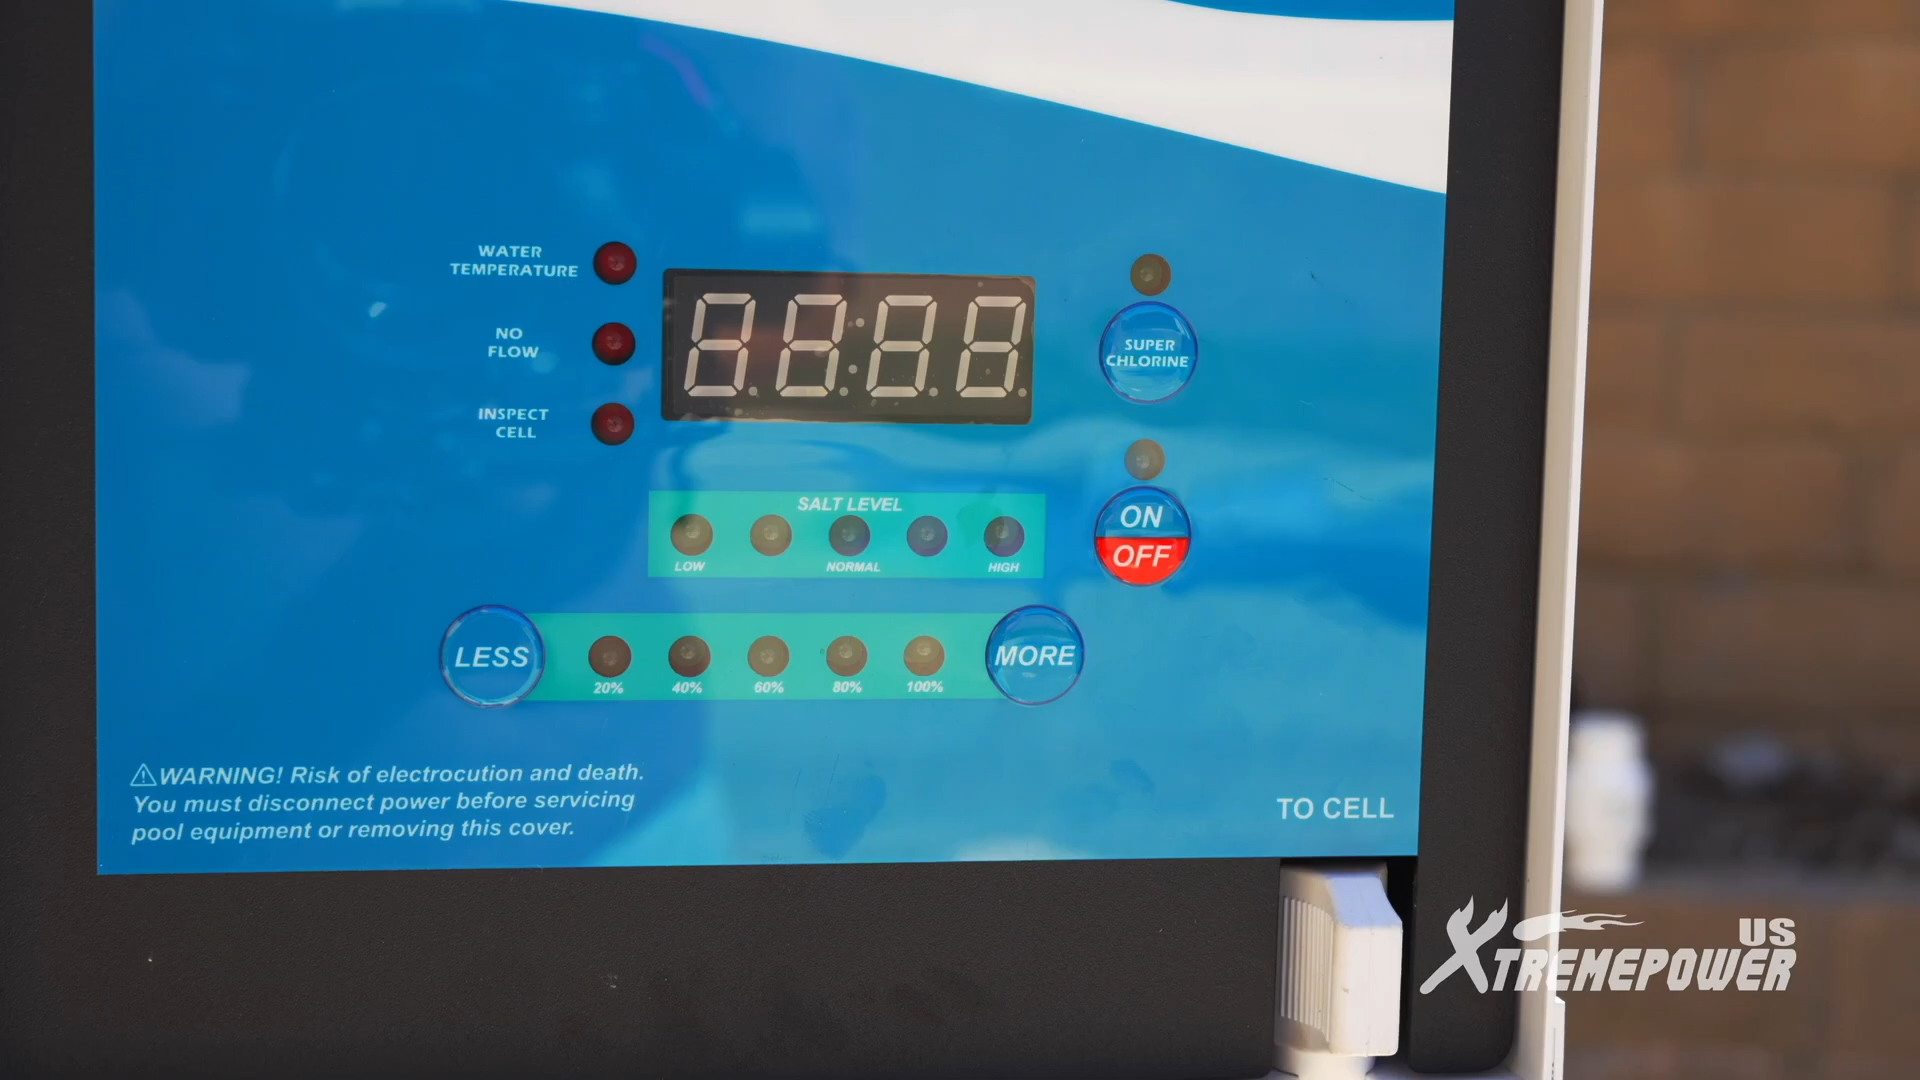 WATER
TEMPERATURE
NO
FLOW
INSPECT
CELL
SUPER
CHLORINE
SALT LEVEL
LOW
NORMAL
HIGH
ON
OFF
LESS
20%
40%
60%
80%
100%
MORE
⚠WARNING! Risk of electrocution and death.
You must disconnect power before servicing
pool equipment or removing this cover.
TO CELL
XTREMEPOWER US